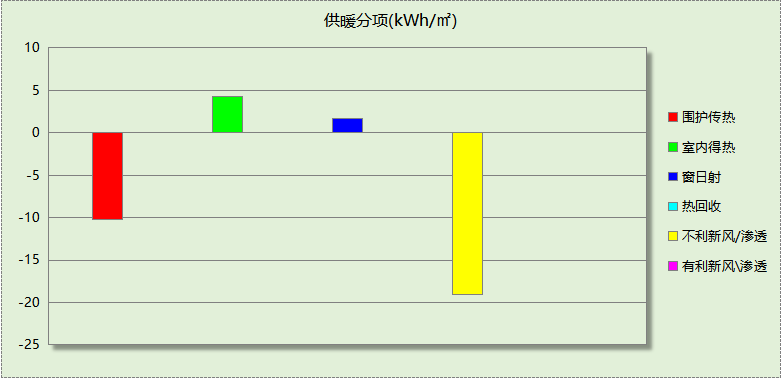 供暖分项(kWh/㎡)
10
5
0
-5
-10
-15
-20
-25
围护传热
室内得热
窗日射
热回收
不利新风/渗透
有利新风\渗透